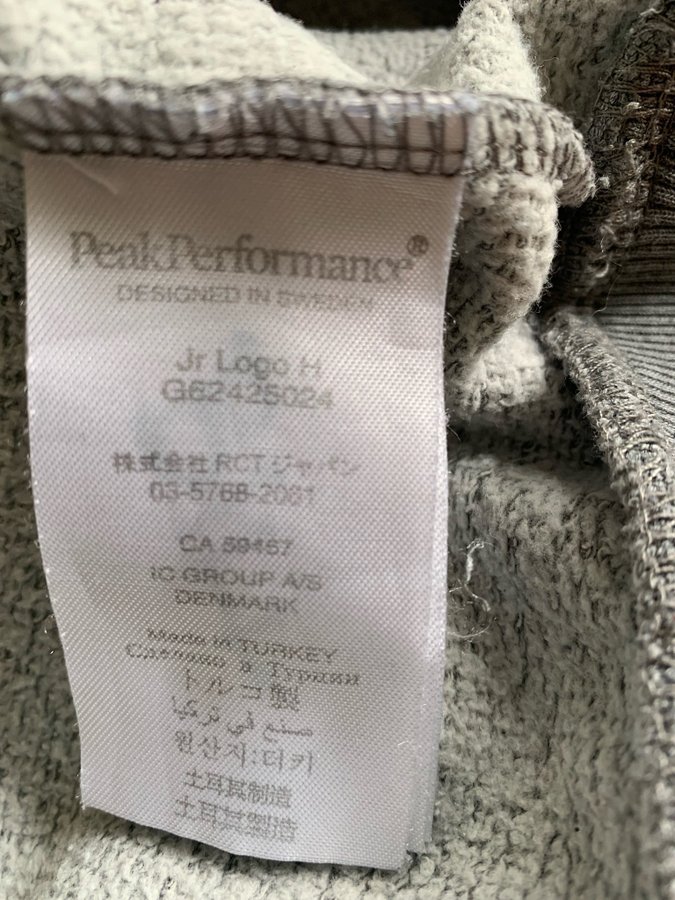 PeakPerformance®
DESIGNED IN SWEDEN
Jr Logo H
G62425024
株式会社 RCT ジャパン
03-5768-2061
CA 59467
IC GROUP A/S
DENMARK
Made in TURKEY
Сделано в Турции
トルコ製
صنع في تركيا
원산지:터키
土耳其制造
土耳其製造